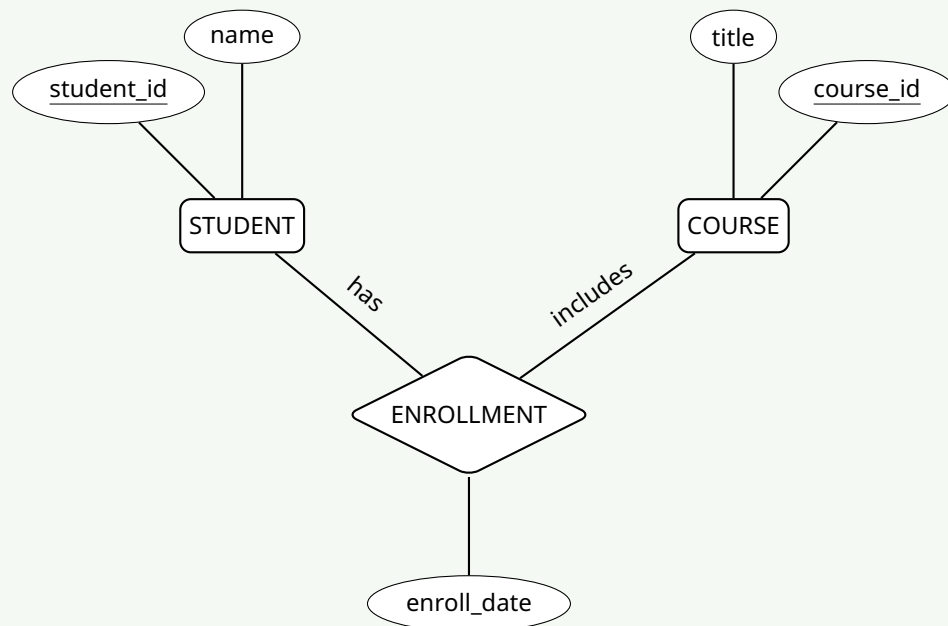 name
title
student_id
course_id
STUDENT
COURSE
has
includes
ENROLLMENT
enroll_date